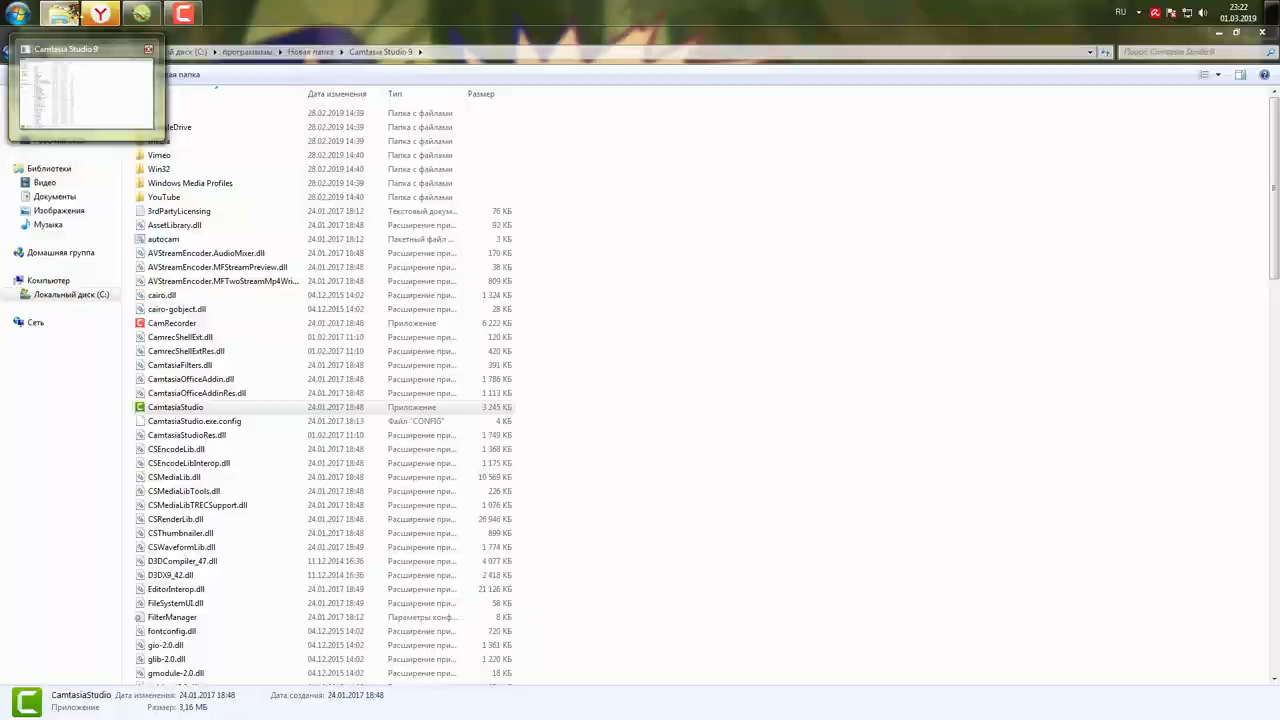 RU
23:22
01.03.2019
Camtasia Studio 9
диск (C:) ▸ программы ▸ Новая папка ▸ Camtasia Studio 9 ▸
Поиск: Camtasia Studio 9
папка
Дата изменения Тип Размер
28.02.2019 14:39 Папка с файлами
Drive 28.02.2019 14:39 Папка с файлами
28.02.2019 14:39 Папка с файлами
Vimeo 28.02.2019 14:40 Папка с файлами
Win32 28.02.2019 14:39 Папка с файлами
Windows Media Profiles 28.02.2019 14:39 Папка с файлами
YouTube 28.02.2019 14:40 Папка с файлами
3rdPartyLicensing 24.01.2017 18:12 Текстовый докум... 76 КБ
AssetLibrary.dll 24.01.2017 18:48 Расширение при... 92 КБ
autocam 24.01.2017 18:12 Пакетный файл ... 3 КБ
AVStreamEncoder.AudioMixer.dll 24.01.2017 18:48 Расширение при... 170 КБ
AVStreamEncoder.MFStreamPreview.dll 24.01.2017 18:48 Расширение при... 38 КБ
AVStreamEncoder.MFTwoStreamMp4Wri... 24.01.2017 18:48 Расширение при... 809 КБ
cairo.dll 04.12.2015 14:02 Расширение при... 1 324 КБ
cairo-gobject.dll 04.12.2015 14:02 Расширение при... 28 КБ
CamRecorder 24.01.2017 18:48 Приложение 6 222 КБ
CamrecShellExt.dll 01.02.2017 11:10 Расширение при... 120 КБ
CamrecShellExtRes.dll 01.02.2017 11:10 Расширение при... 420 КБ
CamtasiaFilters.dll 24.01.2017 18:48 Расширение при... 391 КБ
CamtasiaOfficeAddin.dll 24.01.2017 18:48 Расширение при... 1 786 КБ
CamtasiaOfficeAddinRes.dll 24.01.2017 18:48 Расширение при... 1 113 КБ
CamtasiaStudio 24.01.2017 18:48 Приложение 3 245 КБ
CamtasiaStudio.exe.config 24.01.2017 18:13 Файл "CONFIG" 4 КБ
CamtasiaStudioRes.dll 01.02.2017 11:10 Расширение при... 1 749 КБ
CSEncodeLib.dll 24.01.2017 18:48 Расширение при... 1 368 КБ
CSEncodeLibInterop.dll 24.01.2017 18:48 Расширение при... 1 175 КБ
CSMediaLib.dll 24.01.2017 18:48 Расширение при... 10 569 КБ
CSMediaLibTools.dll 24.01.2017 18:48 Расширение при... 226 КБ
CSMediaLibTRECSupport.dll 24.01.2017 18:48 Расширение при... 1 076 КБ
CSRenderLib.dll 24.01.2017 18:48 Расширение при... 26 946 КБ
CSThumbnailer.dll 24.01.2017 18:48 Расширение при... 899 КБ
CSWaveformLib.dll 24.01.2017 18:49 Расширение при... 1 774 КБ
D3DCompiler_47.dll 11.12.2014 16:36 Расширение при... 4 077 КБ
D3DX9_42.dll 11.12.2014 16:36 Расширение при... 2 418 КБ
EditorInterop.dll 24.01.2017 18:49 Расширение при... 21 126 КБ
FileSystemUI.dll 24.01.2017 18:49 Расширение при... 58 КБ
FilterManager 24.01.2017 18:12 Параметры конф... 8 КБ
fontconfig.dll 04.12.2015 14:02 Расширение при... 720 КБ
gio-2.0.dll 04.12.2015 14:02 Расширение при... 1 361 КБ
glib-2.0.dll 04.12.2015 14:02 Расширение при... 1 220 КБ
gmodule-2.0.dll 04.12.2015 14:02 Расширение при... 18 КБ
Библиотеки
Видео
Документы
Изображения
Музыка
Домашняя группа
Компьютер
Локальный диск (C:)
Сеть
CamtasiaStudio Дата изменения: 24.01.2017 18:48 Дата создания: 24.01.2017 18:48
Приложение Размер: 3,16 МБ